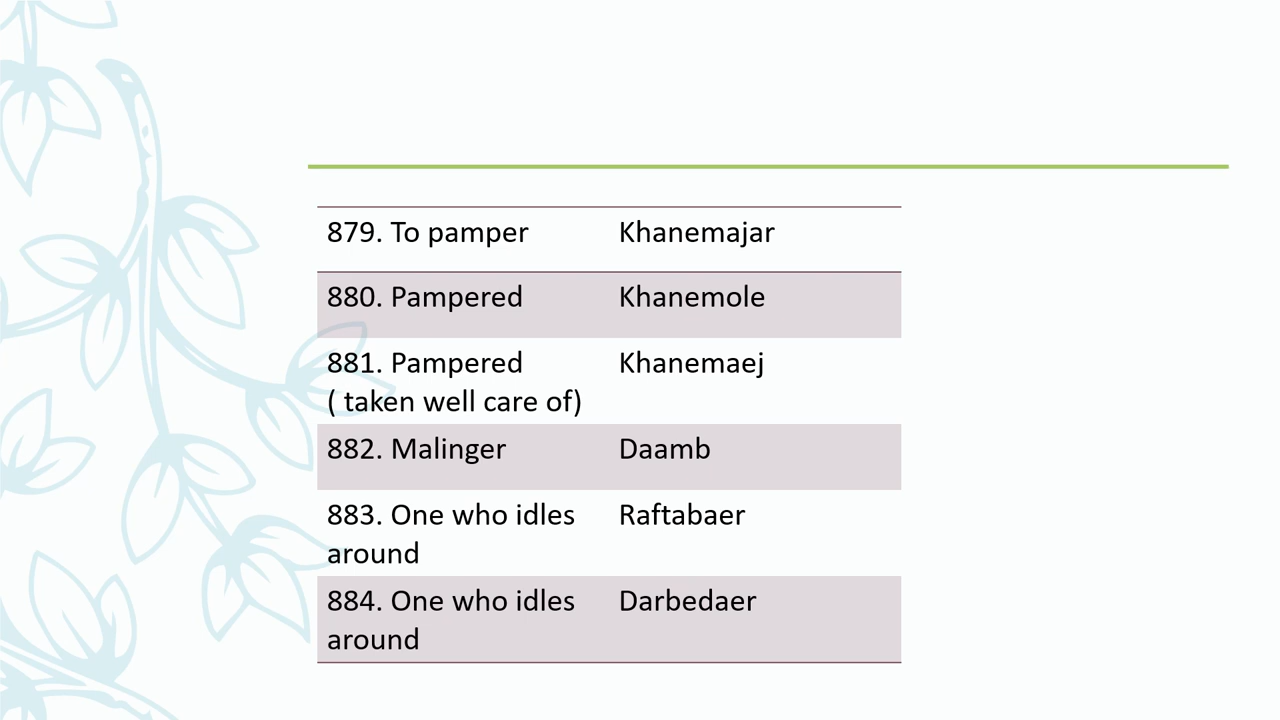 879. To pamper Khanemajar
880. Pampered Khanemole
881. Pampered Khanemaej
( taken well care of)
882. Malinger Daamb
883. One who idles Raftabaer
around
884. One who idles Darbedaer
around